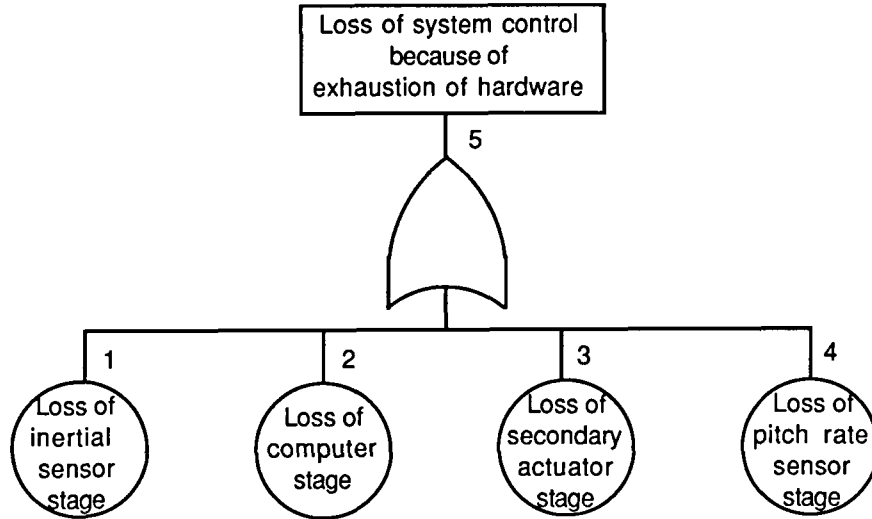 Loss of system control
because of
exhaustion of hardware
5
1
2
3
4
Loss of
inertial
sensor
stage
Loss of
computer
stage
Loss of
secondary
actuator
stage
Loss of
pitch rate
sensor
stage